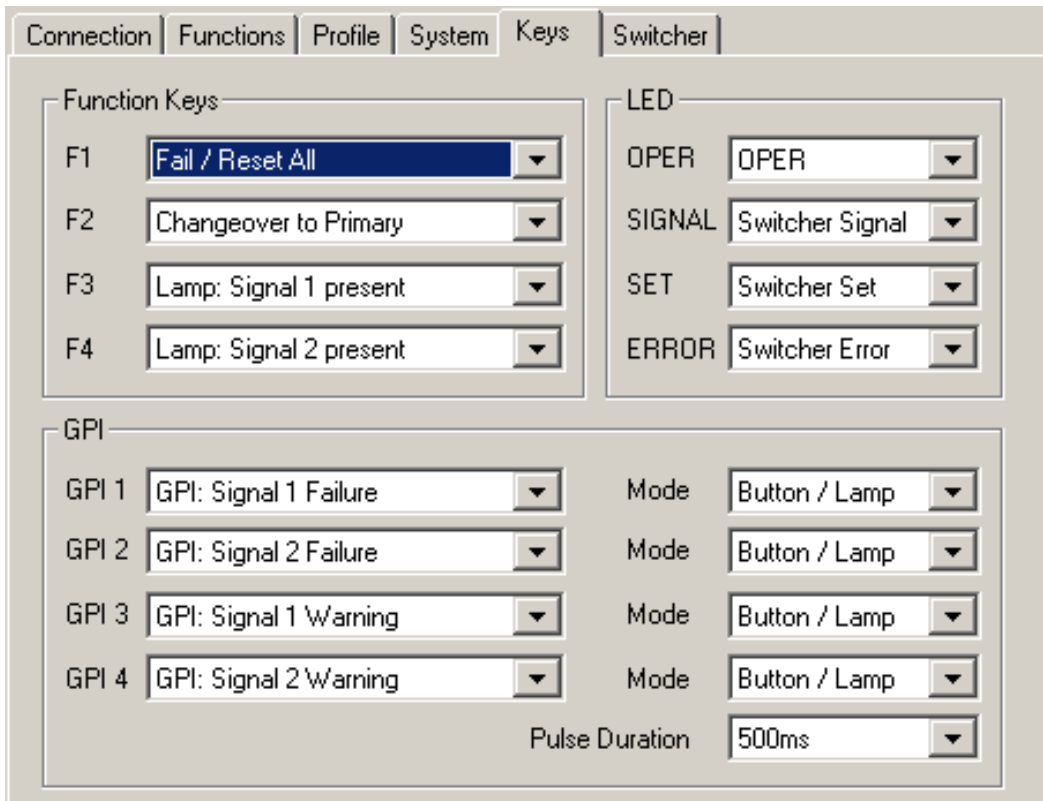 Connection Functions Profile System Keys Switcher
Function Keys
F1 Fail / Reset All
F2 Changeover to Primary
F3 Lamp: Signal 1 present
F4 Lamp: Signal 2 present
LED
OPER OPER
SIGNAL Switcher Signal
SET Switcher Set
ERROR Switcher Error
GPI
GPI 1 GPI: Signal 1 Failure Mode Button / Lamp
GPI 2 GPI: Signal 2 Failure Mode Button / Lamp
GPI 3 GPI: Signal 1 Warning Mode Button / Lamp
GPI 4 GPI: Signal 2 Warning Mode Button / Lamp
Pulse Duration 500ms